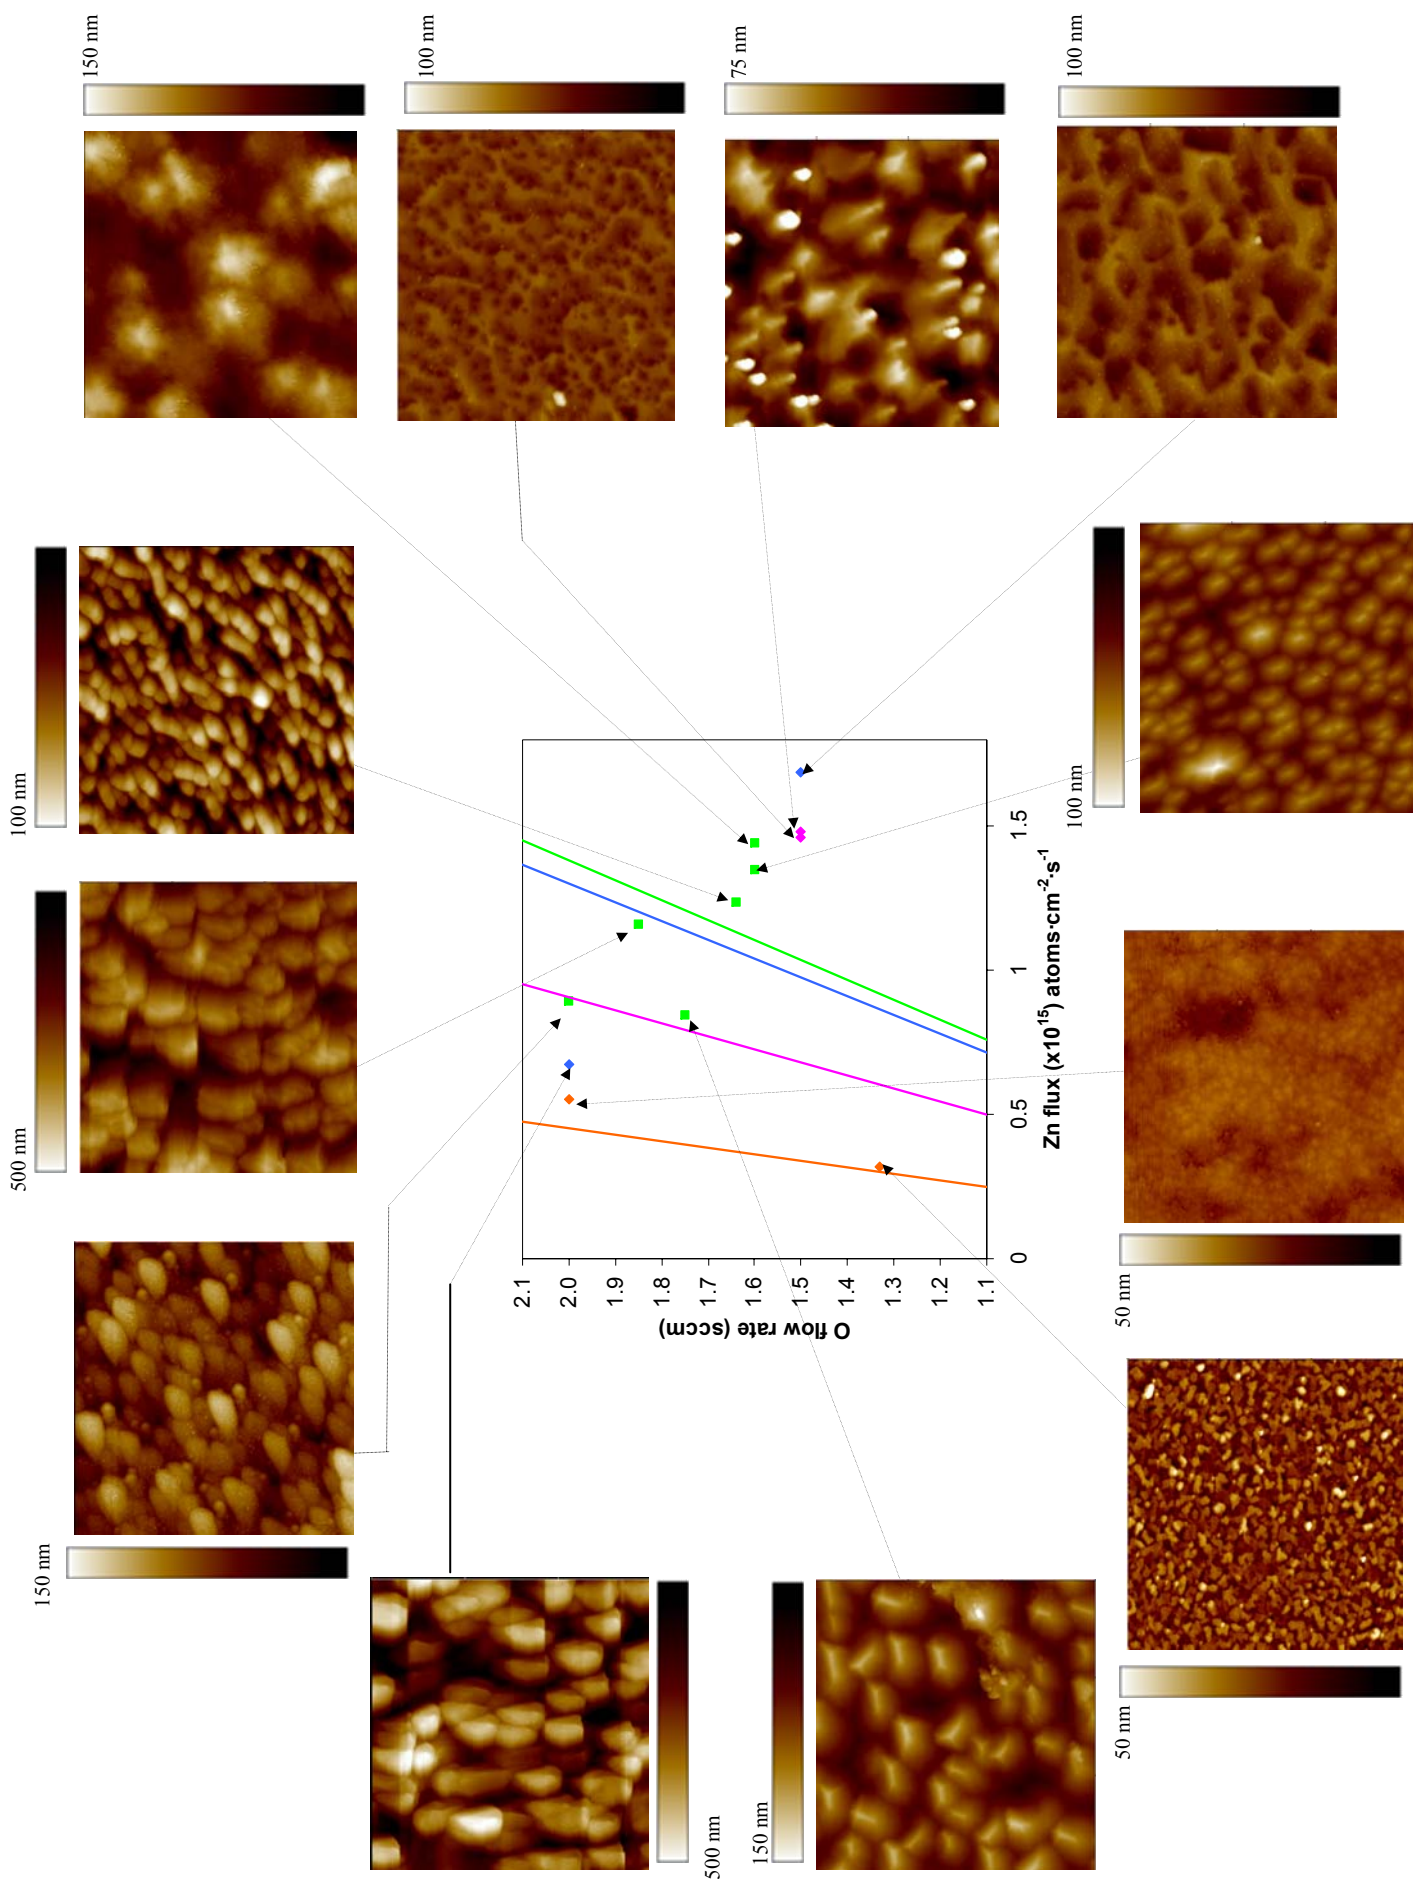 150 nm
100 nm
75 nm
100 nm
100 nm
500 nm
150 nm
500 nm
150 nm
100 nm
50 nm
50 nm
O flow rate (sccm)
2.1
2.0
1.9
1.8
1.7
1.6
1.5
1.4
1.3
1.2
1.1
0
0.5
1
1.5
Zn flux (x10¹⁵) atoms·cm⁻²·s⁻¹